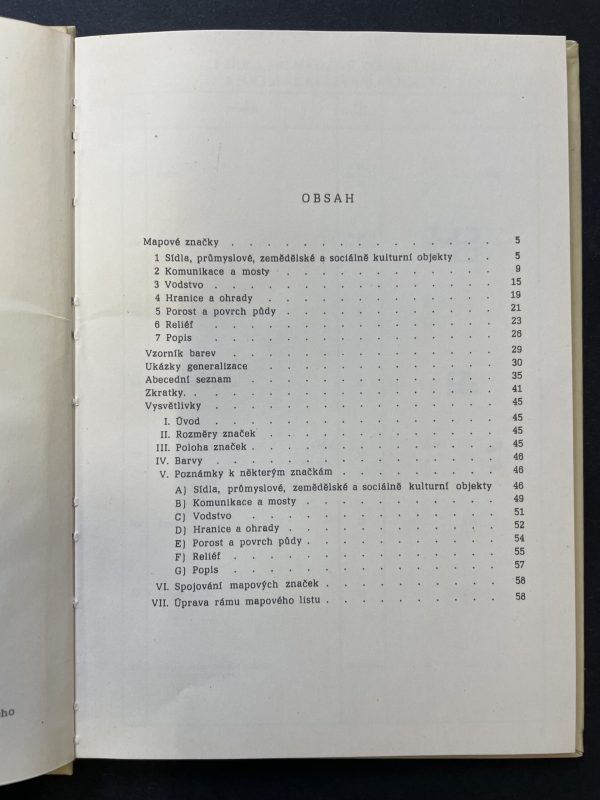 OBSAH
Mapové značky . . . . . . . . . . . . . . . 5
1 Sídla, průmyslové, zemědělské a sociálně kulturní objekty . . 5
2 Komunikace a mosty . . . . . . . . . . . . 9
3 Vodstvo . . . . . . . . . . . . . . . 15
4 Hranice a ohrady . . . . . . . . . . . . . 19
5 Porost a povrch půdy . . . . . . . . . . . . 21
6 Reliéf . . . . . . . . . . . . . . . . 23
7 Popis . . . . . . . . . . . . . . . . 26
Vzorník barev . . . . . . . . . . . . . . . 29
Ukázky generalizace . . . . . . . . . . . . . . 30
Abecední seznam . . . . . . . . . . . . . . 35
Zkratky. . . . . . . . . . . . . . . . . 41
Vysvětlivky . . . . . . . . . . . . . . . . 45
I. Úvod . . . . . . . . . . . . . . . . 45
II. Rozměry značek . . . . . . . . . . . . . 45
III. Poloha značek . . . . . . . . . . . . . . 45
IV. Barvy . . . . . . . . . . . . . . . . 46
V. Poznámky k některým značkám . . . . . . . . . 46
A) Sídla, průmyslové, zemědělské a sociálně kulturní objekty 46
B) Komunikace a mosty . . . . . . . . . . . 49
C) Vodstvo . . . . . . . . . . . . . . 51
D) Hranice a ohrady . . . . . . . . . . . . 52
E) Porost a povrch půdy . . . . . . . . . . . 54
F) Reliéf . . . . . . . . . . . . . . . 55
G) Popis . . . . . . . . . . . . . . . 57
VI. Spojování mapových značek . . . . . . . . . . 58
VII. Úprava rámu mapového listu . . . . . . . . . . 58